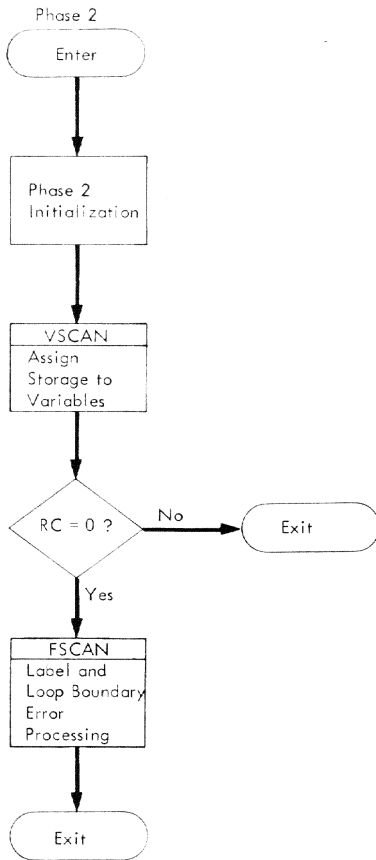 Phase 2
Enter
Phase 2
Initialization
VSCAN
Assign
Storage to
Variables
RC = 0 ?
No
Exit
Yes
FSCAN
Label and
Loop Boundary
Error
Processing
Exit